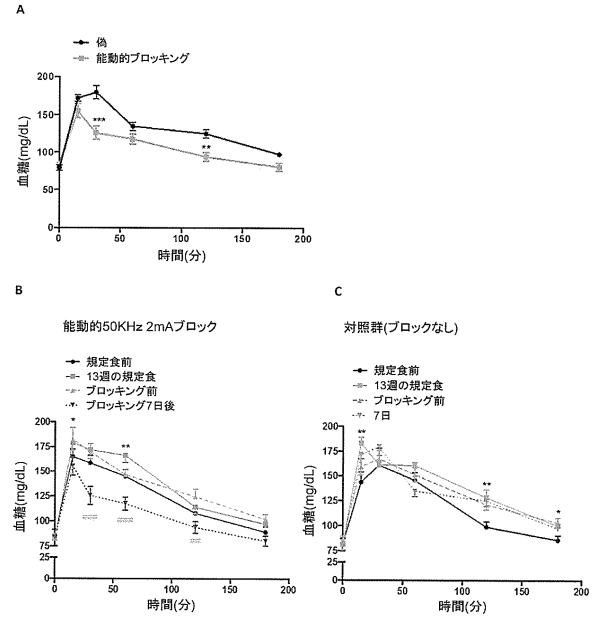 A
偽
能動的ブロッキング
200
150
100
50
0
血糖(mg/dL)
***
**
0 50 100 150 200
時間(分)
B
能動的50KHz 2mAブロック
規定食前
13週の規定食
ブロッキング前
ブロッキング7日後
200
175
150
125
100
75
25
0
血糖(mg/dL)
*
**
0 50 100 150 200
時間(分)
C
対照群(ブロックなし)
規定食前
13週の規定食
ブロッキング前
7日
200
175
150
125
100
75
25
0
血糖(mg/dL)
**
**
*
0 50 100 150 200
時間(分)